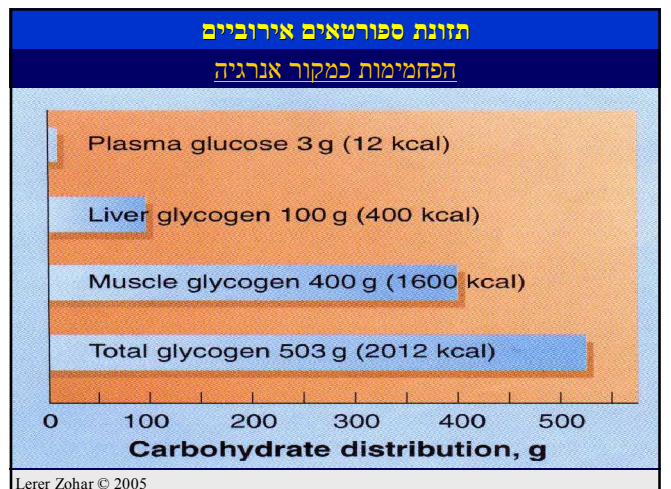 תזונת ספורטאים אירוביים
הפחמימות כמקור אנרגיה
Plasma glucose 3 g (12 kcal)
Liver glycogen 100 g (400 kcal)
Muscle glycogen 400 g (1600 kcal)
Total glycogen 503 g (2012 kcal)
0 100 200 300 400 500
Carbohydrate distribution, g
Lerer Zohar © 2005